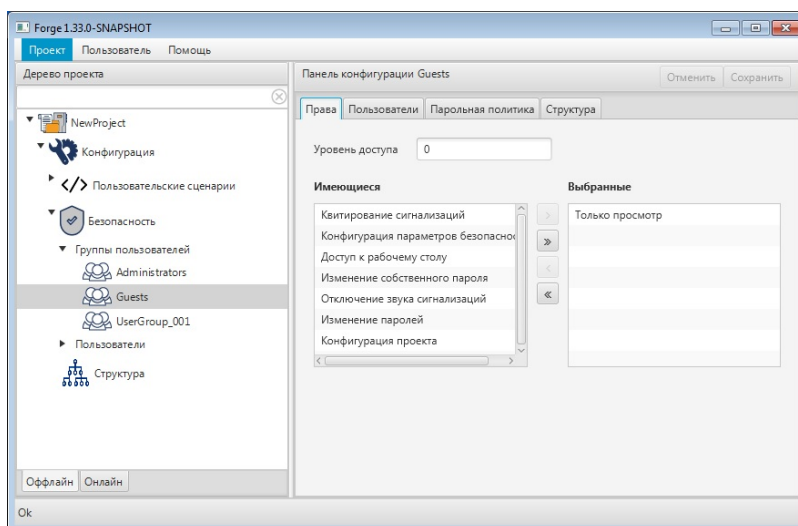 Forge 1.33.0-SNAPSHOT
Проект Пользователь Помощь
Дерево проекта
Панель конфигурации Guests
Отменить Сохранить
NewProject
Конфигурация
Пользовательские сценарии
Безопасность
Группы пользователей
Administrators
Guests
UserGroup_001
Пользователи
Структура
Оффлайн Онлайн
Права Пользователи Парольная политика Структура
Уровень доступа 0
Имеющиеся
Квитирование сигнализаций
Конфигурация параметров безопаснос
Доступ к рабочему столу
Изменение собственного пароля
Отключение звука сигнализаций
Изменение паролей
Конфигурация проекта
Выбранные
Только просмотр
Ok